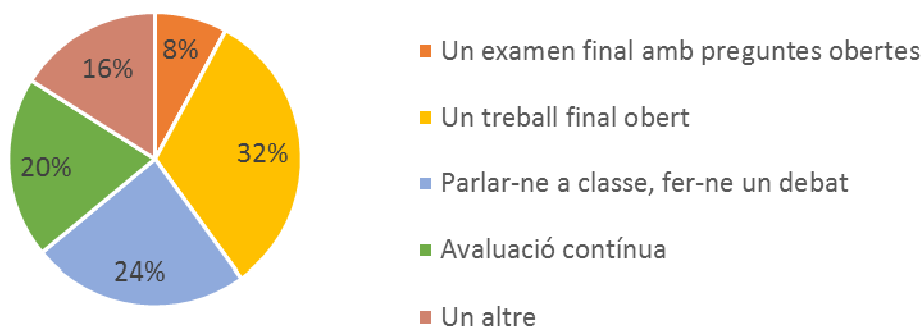 8%
16%
32%
20%
24%
Un examen final amb preguntes obertes
Un treball final obert
Parlar-ne a classe, fer-ne un debat
Avaluació contínua
Un altre